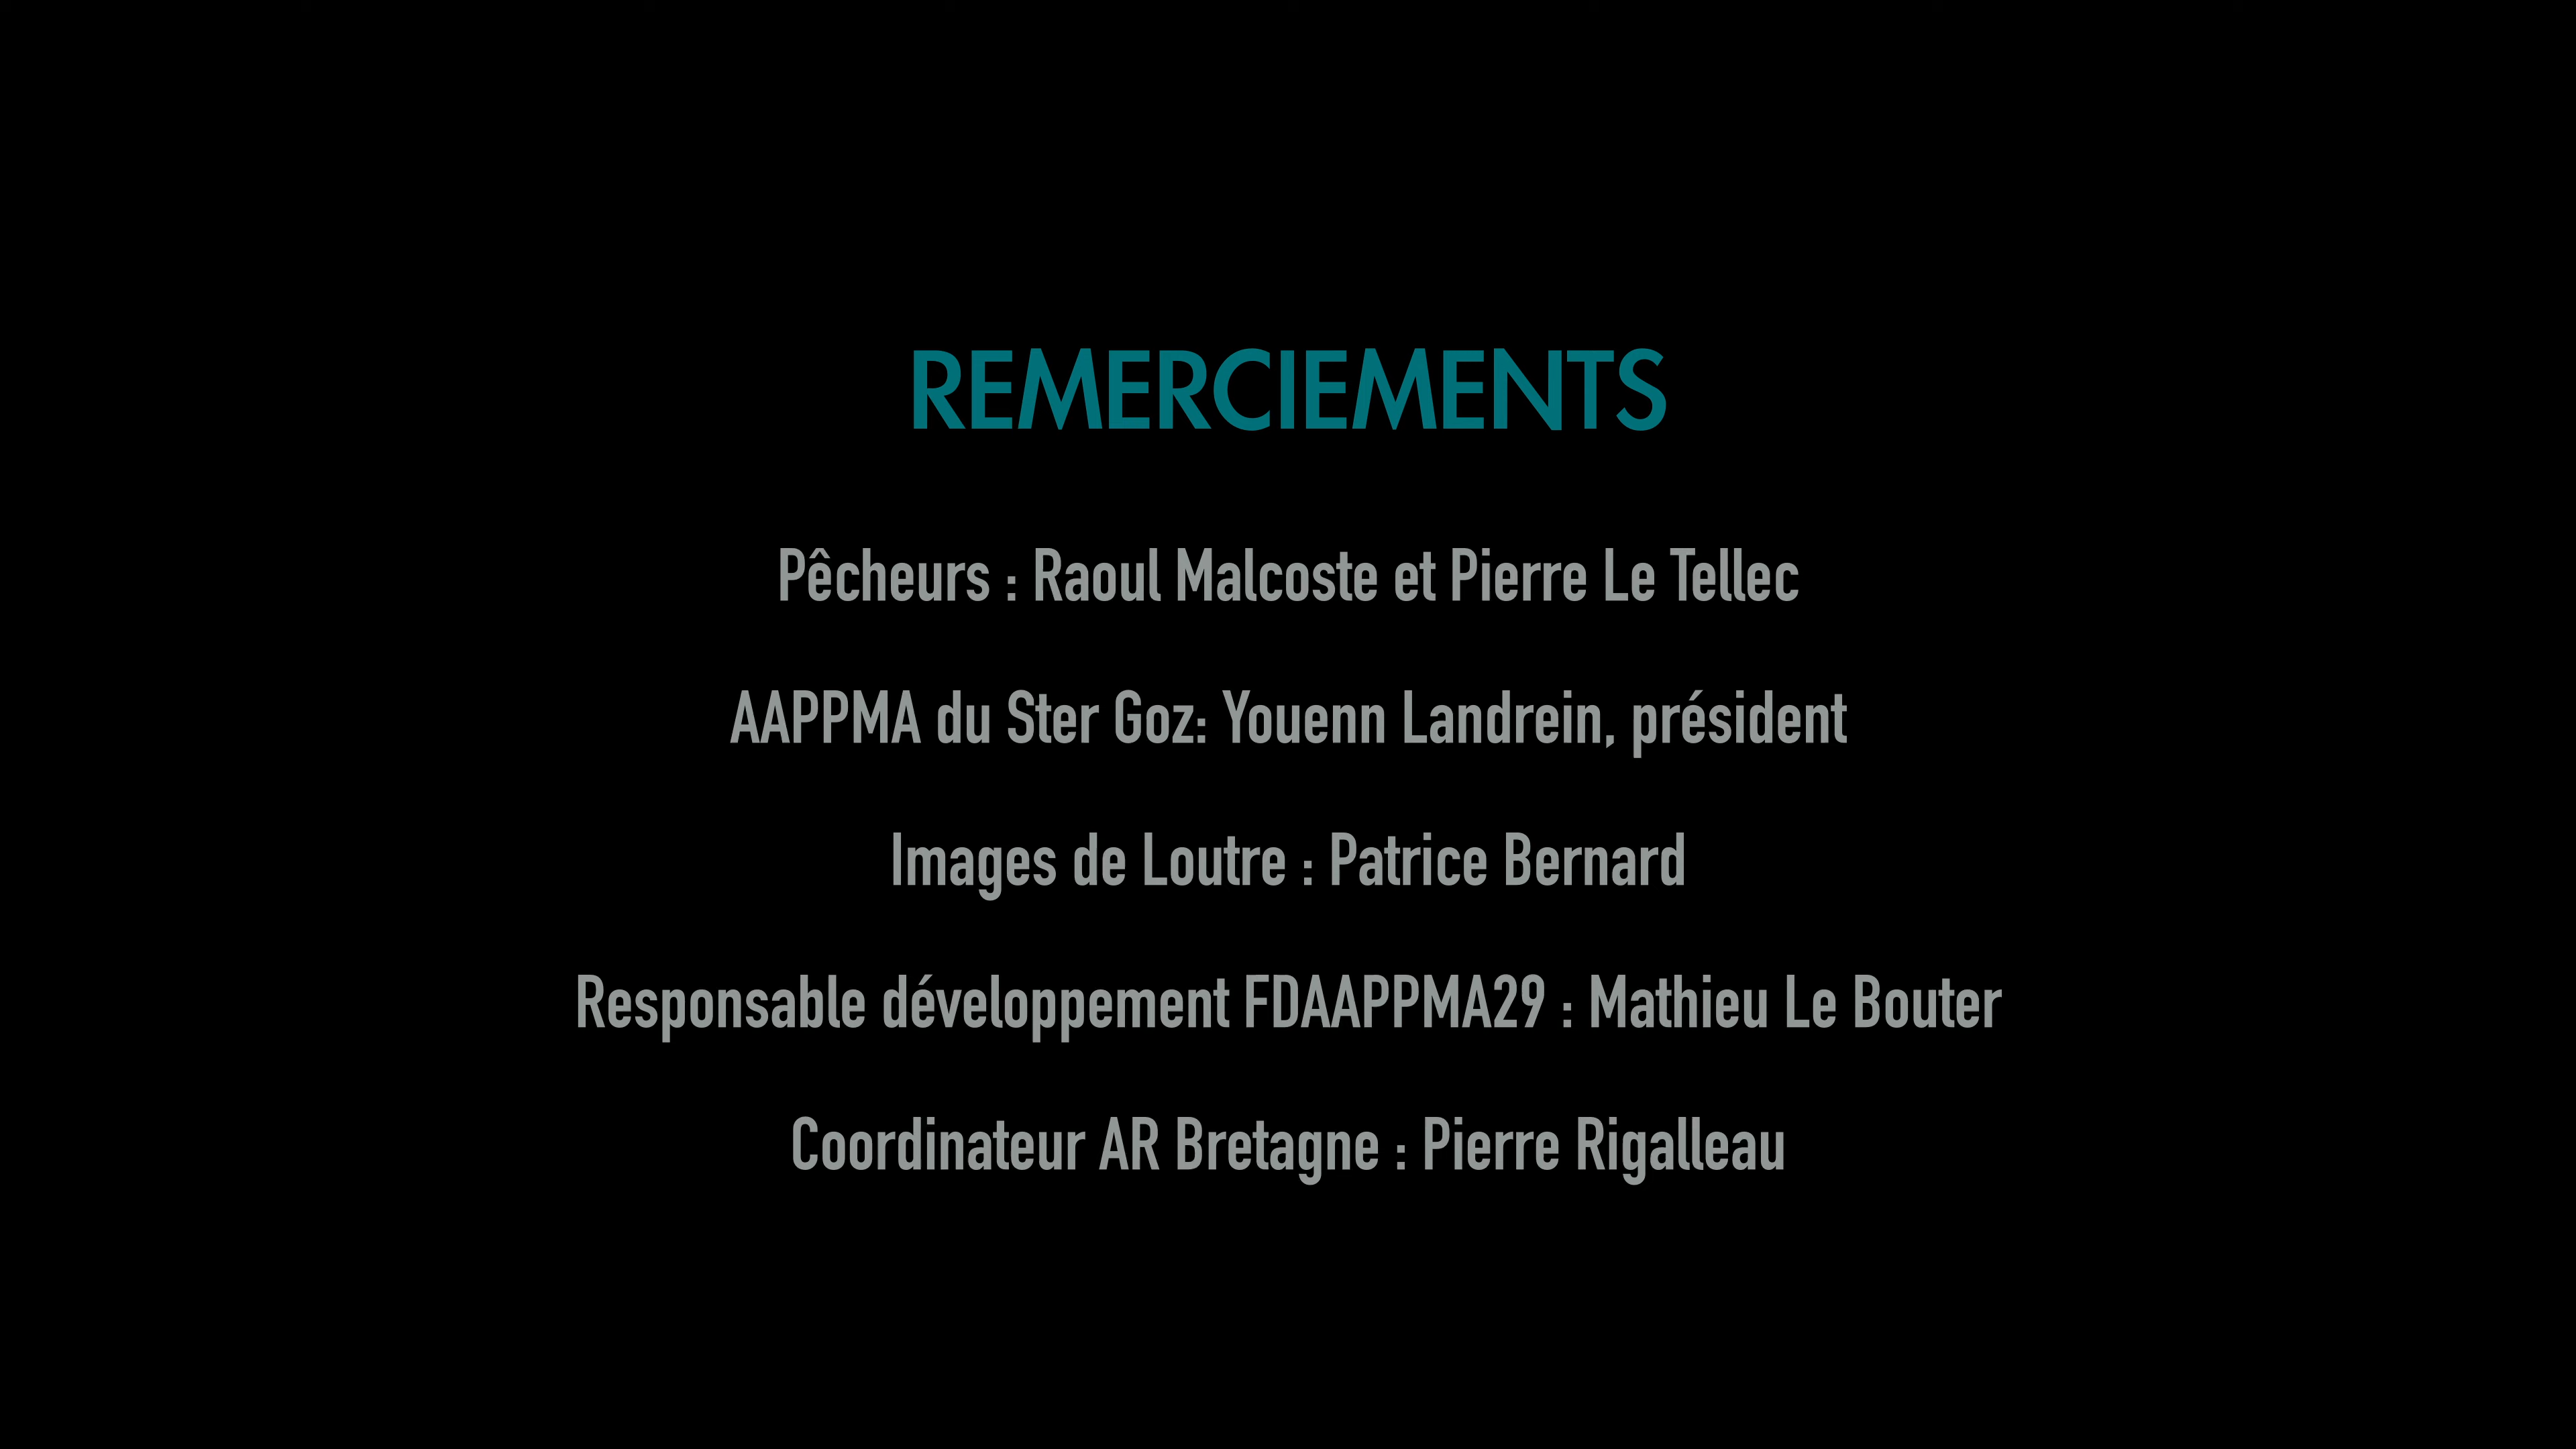 REMERCIEMENTS
Pêcheurs : Raoul Malcoste et Pierre Le Tellec
AAPPMA du Ster Goz: Youenn Landrein, président
Images de Loutre : Patrice Bernard
Responsable développement FDAAPPMA29 : Mathieu Le Bouter
Coordinateur AR Bretagne : Pierre Rigalleau